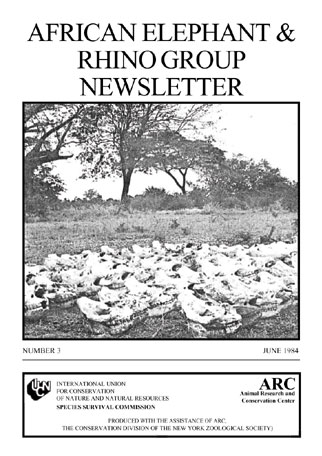 AFRICAN ELEPHANT &
RHINO GROUP
NEWSLETTER
NUMBER 3 JUNE 1984
IUCN
INTERNATIONAL UNION
FOR CONSERVATION
OF NATURE AND NATURAL RESOURCES
SPECIES SURVIVAL COMMISSION
ARC
Animal Research and
Conservation Center
PRODUCED WITH THE ASSISTANCE OF ARC,
THE CONSERVATION DIVISION OF THE NEW YORK ZOOLOGICAL SOCIETY)